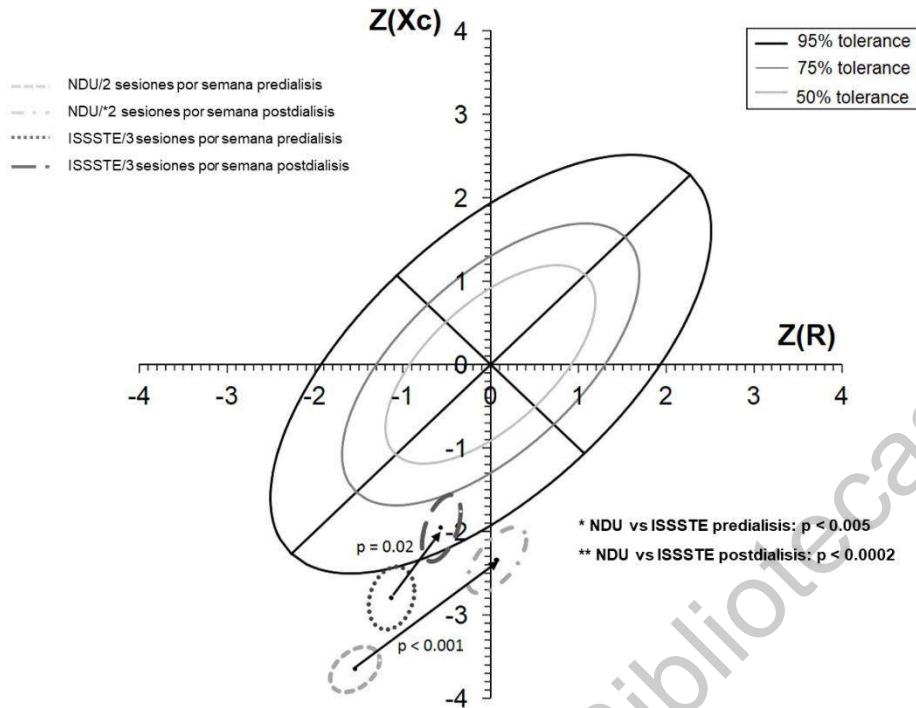 Z(Xc)
95% tolerance
75% tolerance
50% tolerance
NDU/2 sesiones por semana predialisis
NDU/*2 sesiones por semana postdialisis
ISSSTE/3 sesiones por semana predialisis
ISSSTE/3 sesiones por semana postdialisis
4
3
2
1
0
-1
-2
-3
-4
Z(R)
-4 -3 -2 -1 0 1 2 3 4
* NDU vs ISSSTE predialisis: p < 0.005
** NDU vs ISSSTE postdialisis: p < 0.0002
p = 0.02
p < 0.001
Bibliotecas